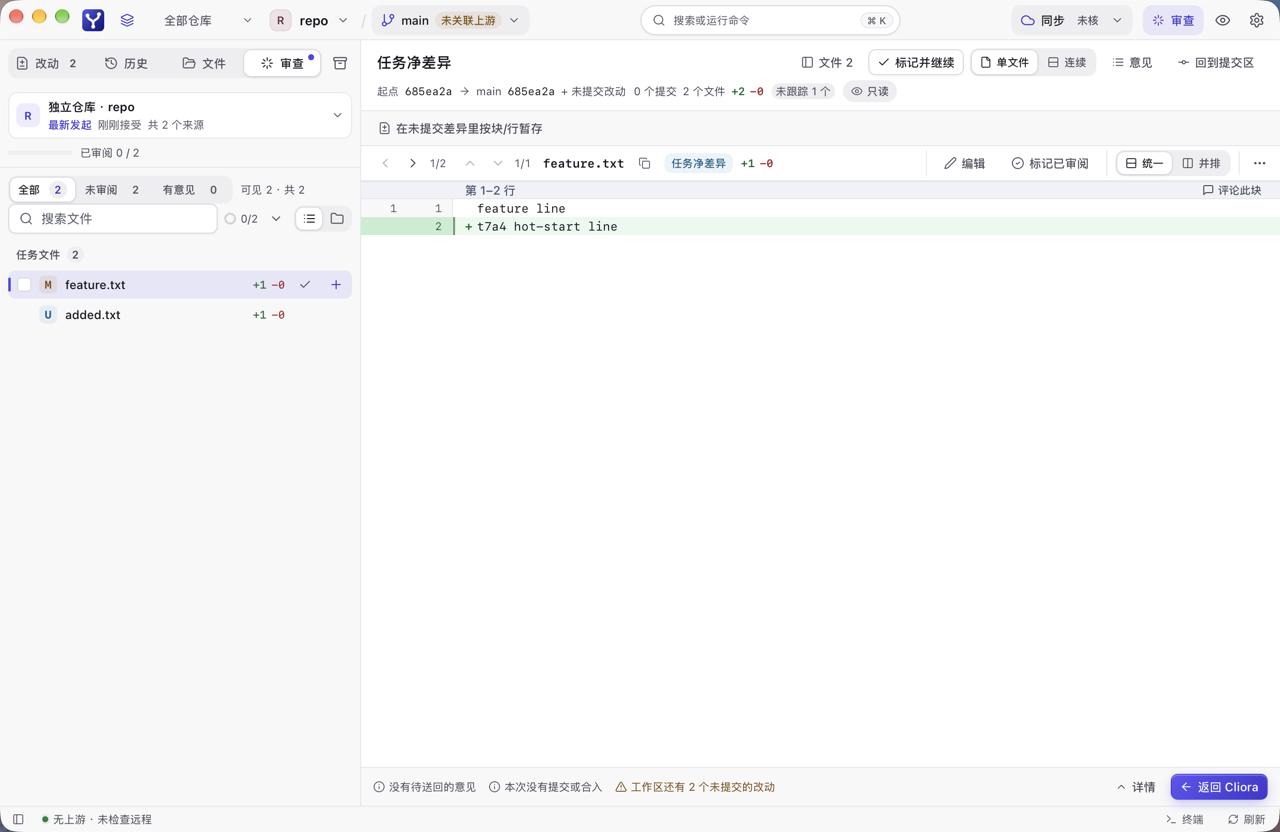 全部仓库 R repo / main 未关联上游 搜索或运行命令 ⌘ K 同步 未核 审查
改动 2 历史 文件 审查
R 独立仓库 · repo
最新发起 刚刚接受 共 2 个来源
已审阅 0 / 2
全部 2 未审阅 2 有意见 0 可见 2 · 共 2
搜索文件 0/2
任务文件 2
M feature.txt +1 −0
U added.txt +1 −0
任务净差异 文件 2 标记并继续 单文件 连续 意见 回到提交区
起点 685ea2a → main 685ea2a + 未提交改动 0 个提交 2 个文件 +2 −0 未跟踪 1 个 只读
在未提交差异里按块/行暂存
1/2 1/1 feature.txt 任务净差异 +1 −0 编辑 标记已审阅 统一 并排
第 1–2 行 评论此块
1 1 feature line
2 + t7a4 hot-start line
没有待送回的意见 本次没有提交或合入 工作区还有 2 个未提交的改动 详情 返回 Cliora
无上游 · 未检查远程 终端 刷新